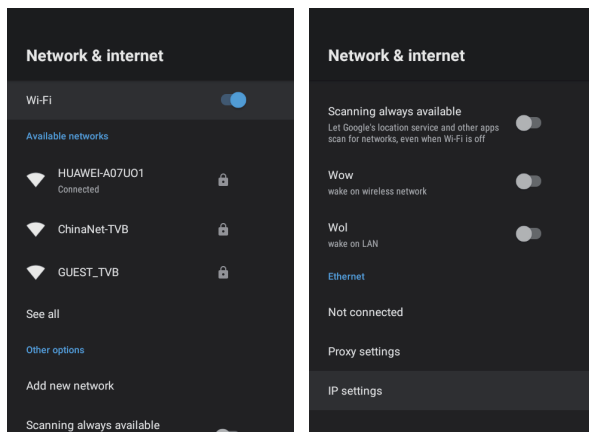 Network & internet
Wi-Fi
Available networks
HUAWEI-A07UO1
Connected
ChinaNet-TVB
GUEST_TVB
See all
Other options
Add new network
Scanning always available
Network & internet
Scanning always available
Let Google's location service and other apps
scan for networks, even when Wi-Fi is off
Wow
wake on wireless network
Wol
wake on LAN
Ethernet
Not connected
Proxy settings
IP settings